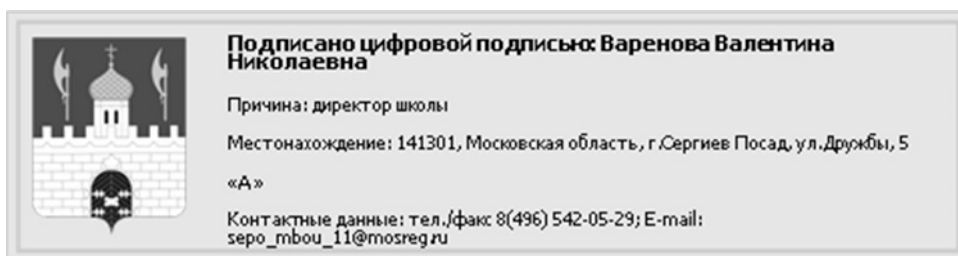 Подписано цифровой подписью: Варенова Валентина
Николаевна
Причина: директор школы
Местонахождение: 141301, Московская область, г.Сергиев Посад, ул.Дружбы, 5
«А»
Контактные данные: тел./факс 8(496) 542-05-29; E-mail:
sepo_mbou_11@mosreg.ru